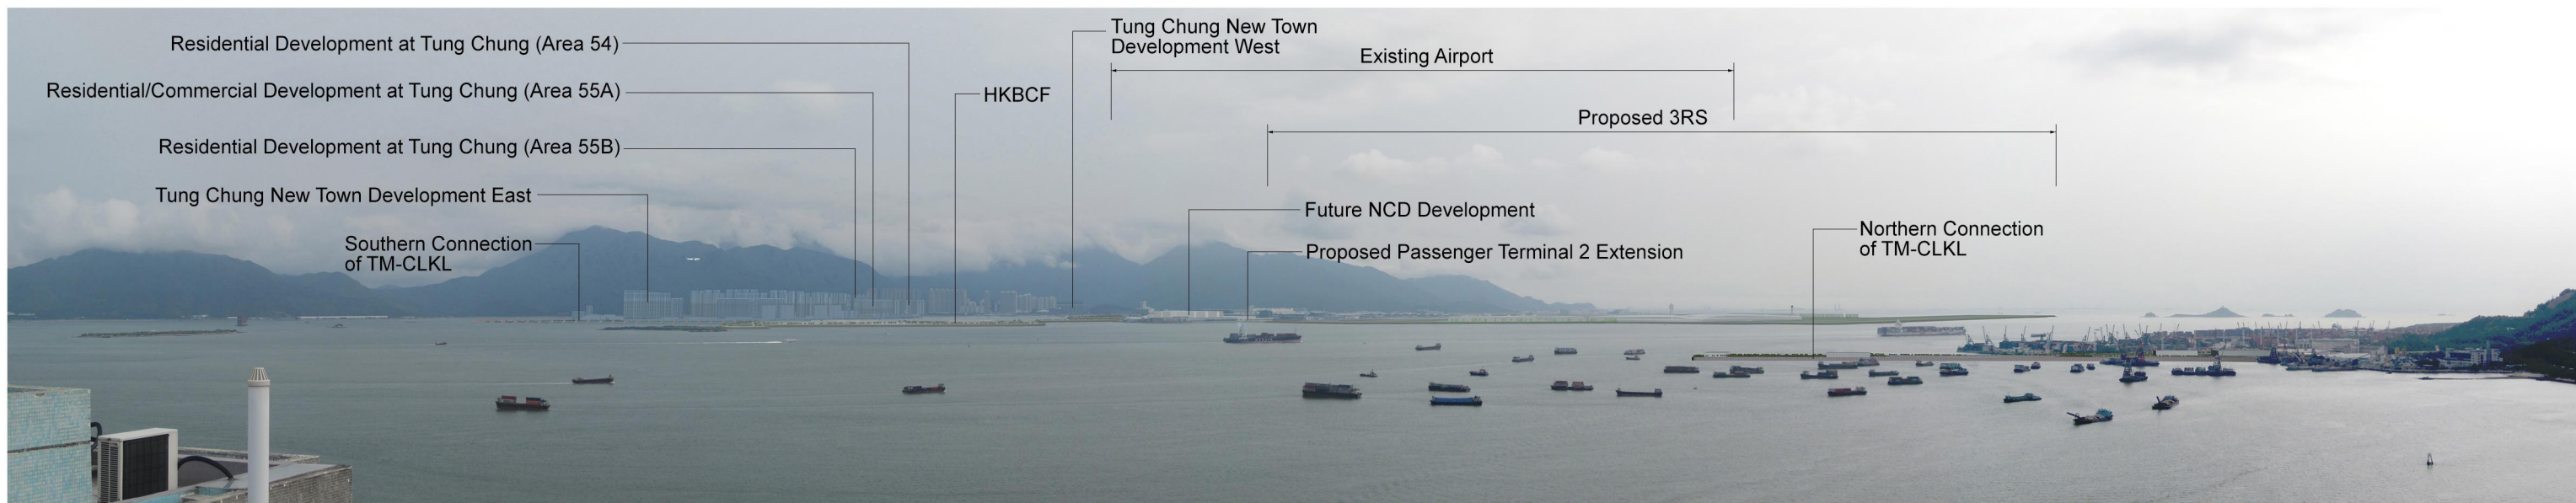 Residential Development at Tung Chung (Area 54)
Residential/Commercial Development at Tung Chung (Area 55A)
Residential Development at Tung Chung (Area 55B)
Tung Chung New Town Development East
Southern Connection
of TM-CLKL
HKBCF
Tung Chung New Town
Development West
Existing Airport
Proposed 3RS
Future NCD Development
Proposed Passenger Terminal 2 Extension
Northern Connection
of TM-CLKL